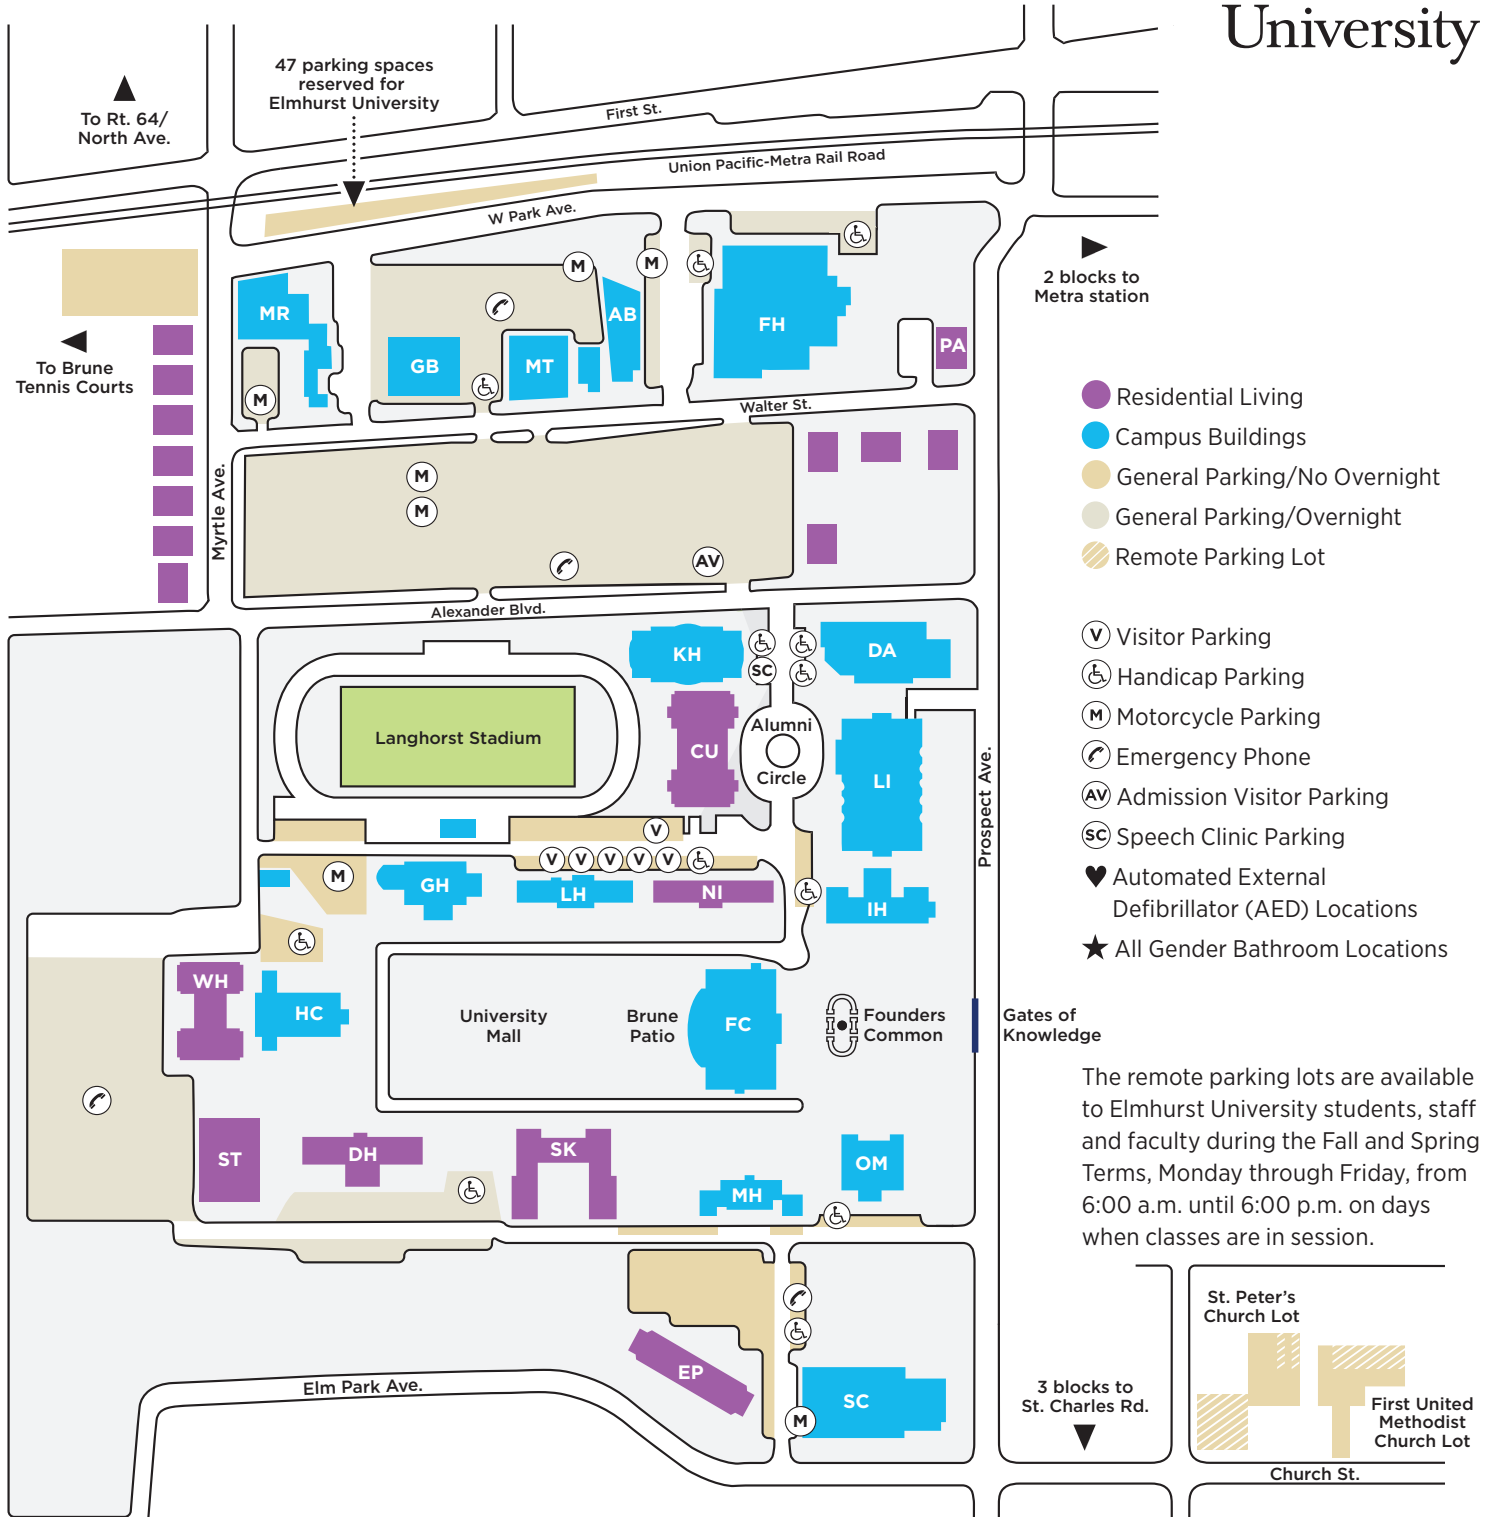 University
47 parking spaces
reserved for
Elmhurst University
To Rt. 64/
North Ave.
First St.
Union Pacific-Metra Rail Road
W Park Ave.
2 blocks to
Metra station
To Brune
Tennis Courts
MR
M
GB
M
MT
AB
M
FH
PA
Walter St.
Myrtle Ave.
M
M
AV
Alexander Blvd.
Residential Living
Campus Buildings
General Parking/No Overnight
General Parking/Overnight
Remote Parking Lot
V Visitor Parking
Handicap Parking
M Motorcycle Parking
Emergency Phone
AV Admission Visitor Parking
SC Speech Clinic Parking
Automated External
Defibrillator (AED) Locations
All Gender Bathroom Locations
KH
SC
DA
Langhorst Stadium
CU
Alumni
Circle
LI
Prospect Ave.
V
V V V V V
M
GH
LH
NI
IH
WH
HC
University
Mall
Brune
Patio
FC
Founders
Common
Gates of
Knowledge
ST
DH
SK
MH
OM
The remote parking lots are available
to Elmhurst University students, staff
and faculty during the Fall and Spring
Terms, Monday through Friday, from
6:00 a.m. until 6:00 p.m. on days
when classes are in session.
EP
SC
M
Elm Park Ave.
3 blocks to
St. Charles Rd.
St. Peter's
Church Lot
First United
Methodist
Church Lot
Church St.